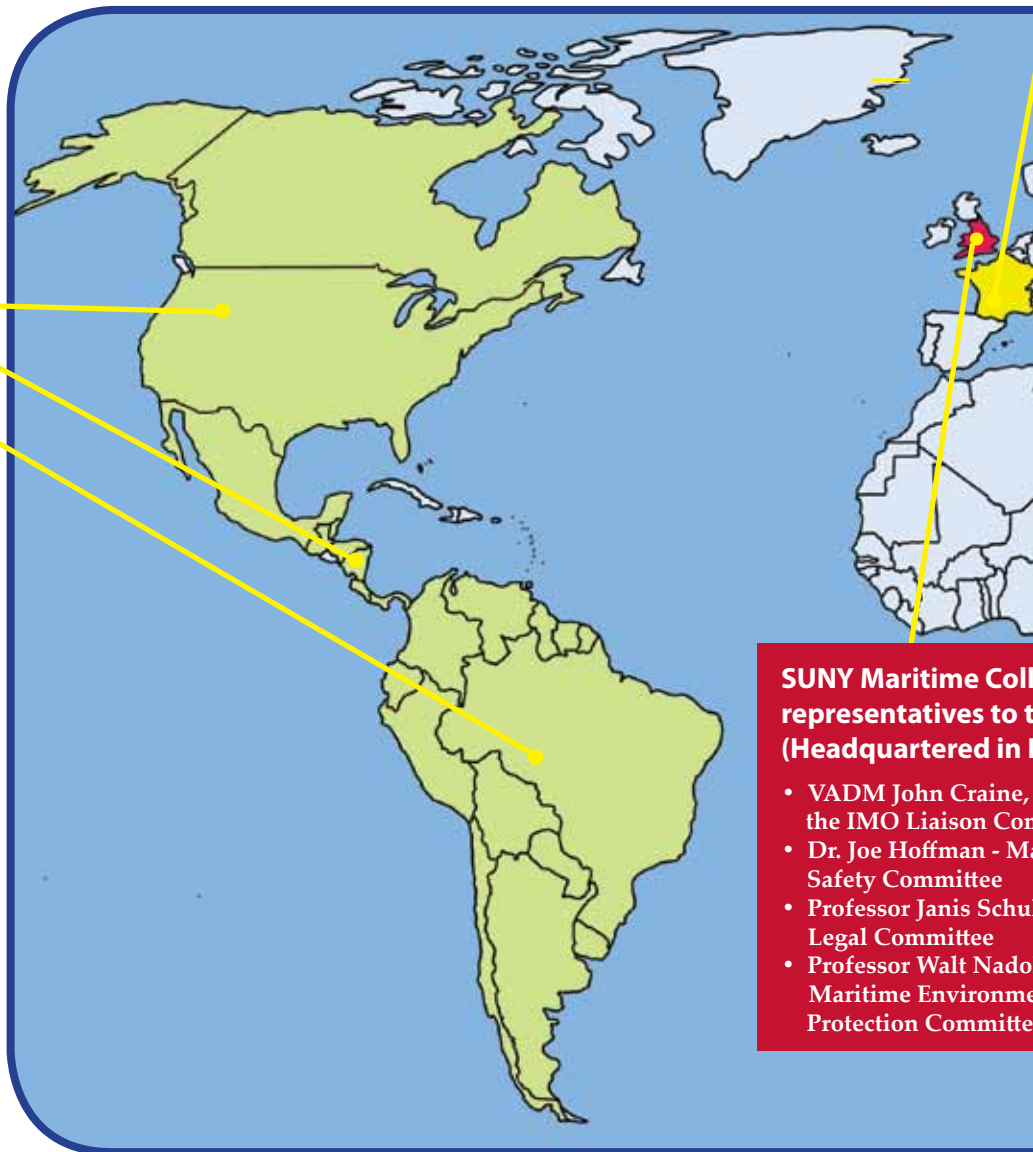 SUNY Maritime Coll
representatives to t
(Headquartered in
• VADM John Craine,
the IMO Liaison Con
• Dr. Joe Hoffman - Ma
Safety Committee
• Professor Janis Schul
Legal Committee
• Professor Walt Nado
Maritime Environme
Protection Committe